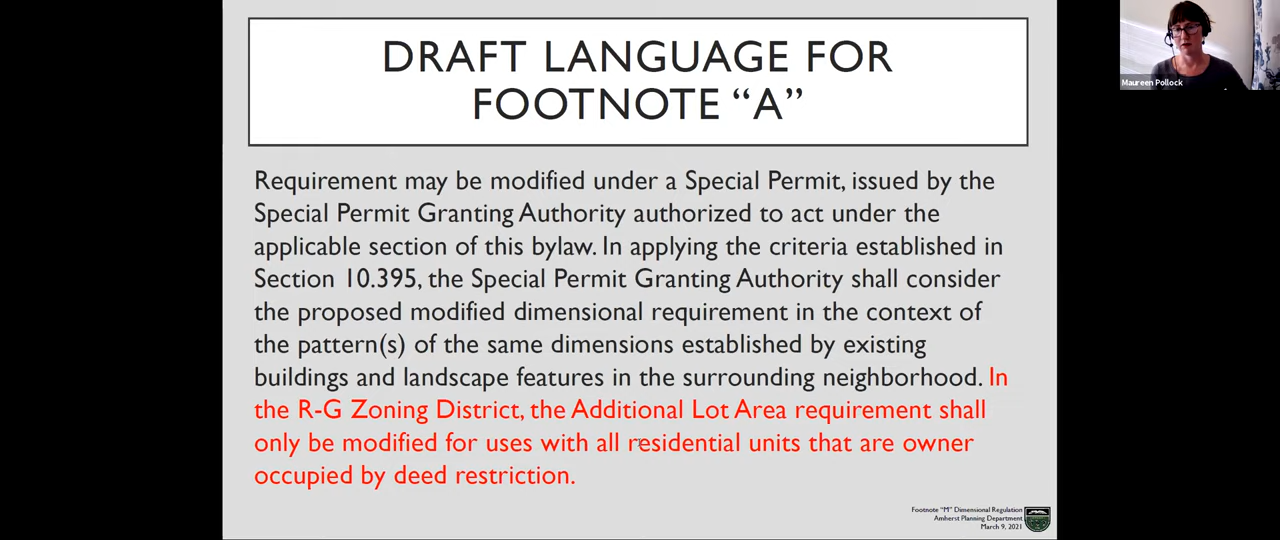 DRAFT LANGUAGE FOR
FOOTNOTE “A”
Maureen Pollock
Requirement may be modified under a Special Permit, issued by the
Special Permit Granting Authority authorized to act under the
applicable section of this bylaw. In applying the criteria established in
Section 10.395, the Special Permit Granting Authority shall consider
the proposed modified dimensional requirement in the context of
the pattern(s) of the same dimensions established by existing
buildings and landscape features in the surrounding neighborhood. In
the R-G Zoning District, the Additional Lot Area requirement shall
only be modified for uses with all residential units that are owner
occupied by deed restriction.
Footnote “M” Dimensional Regulation
Amherst Planning Department
March 9, 2021